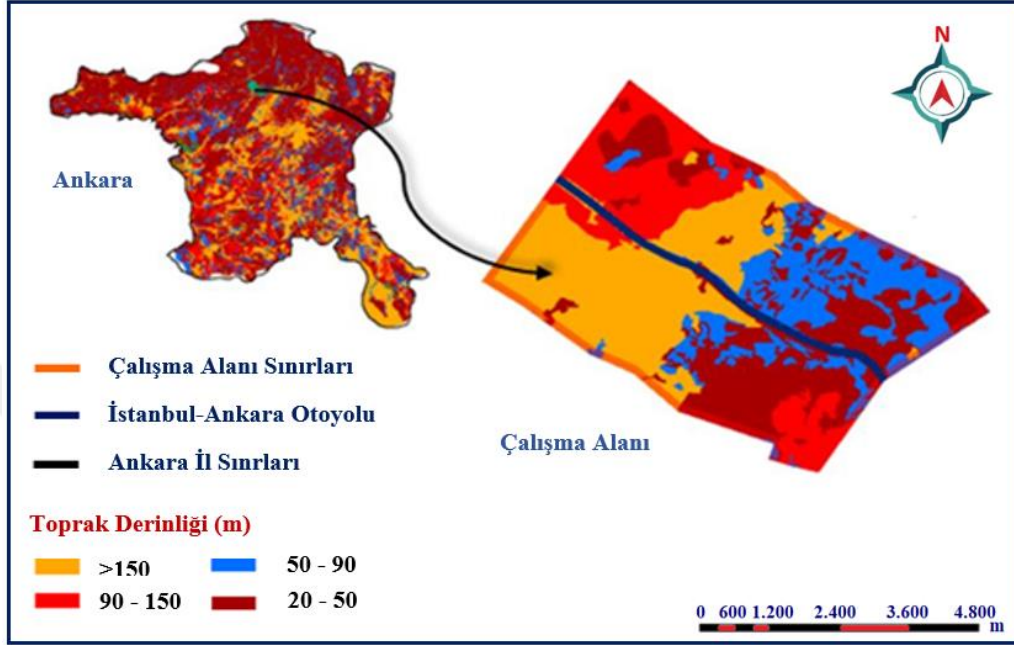 N
Ankara
Çalışma Alanı Sınırları
İstanbul-Ankara Otoyolu
Ankara İl Sınrları
Çalışma Alanı
Toprak Derinliği (m)
>150
50 - 90
90 - 150
20 - 50
0 600 1.200 2.400 3.600 4.800
m